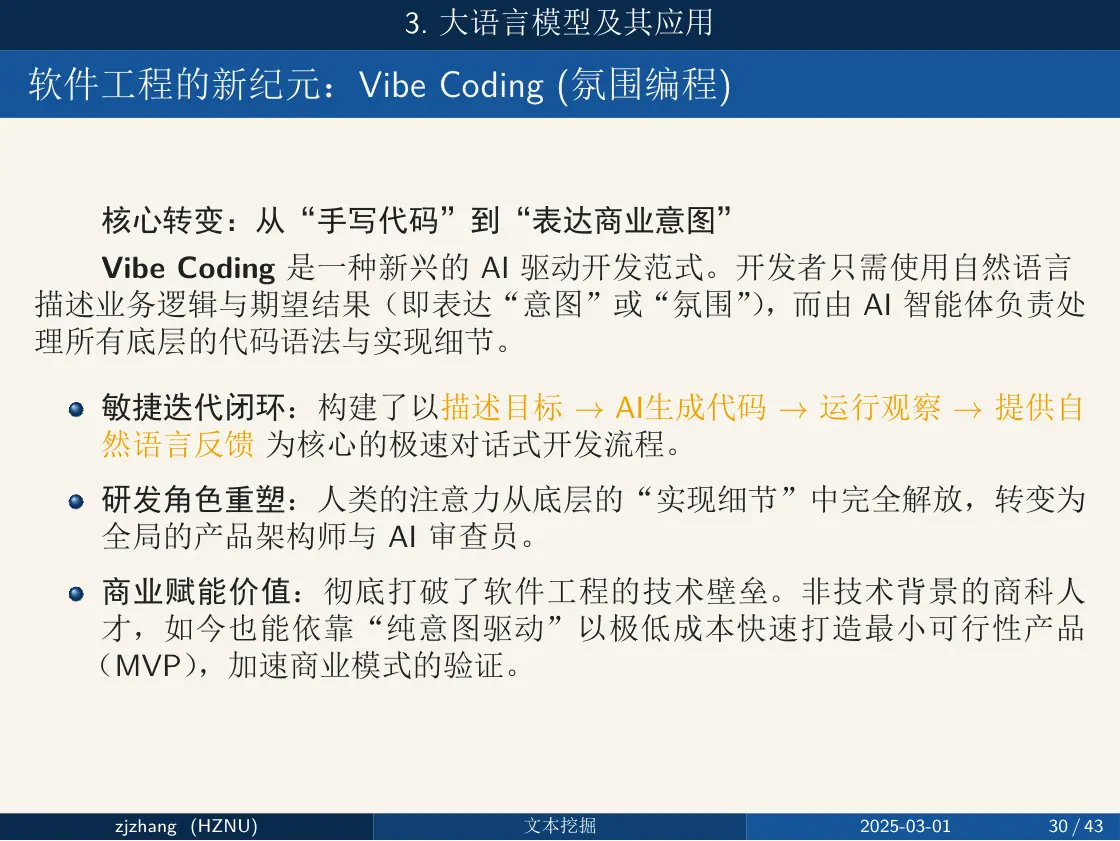 3. 大语言模型及其应用
软件工程的新纪元：Vibe Coding (氛围编程)
核心转变：从“手写代码”到“表达商业意图”
Vibe Coding 是一种新兴的 AI 驱动开发范式。开发者只需使用自然语言
描述业务逻辑与期望结果（即表达“意图”或“氛围”），而由 AI 智能体负责处
理所有底层的代码语法与实现细节。
敏捷迭代闭环：构建了以描述目标 → AI生成代码 → 运行观察 → 提供自
然语言反馈 为核心的极速对话式开发流程。
研发角色重塑：人类的注意力从底层的“实现细节”中完全解放，转变为
全局的产品架构师与 AI 审查员。
商业赋能价值：彻底打破了软件工程的技术壁垒。非技术背景的商科人
才，如今也能依靠“纯意图驱动”以极低成本快速打造最小可行性产品
（MVP），加速商业模式的验证。
zjzhang (HZNU) 文本挖掘 2025-03-01 30 / 43